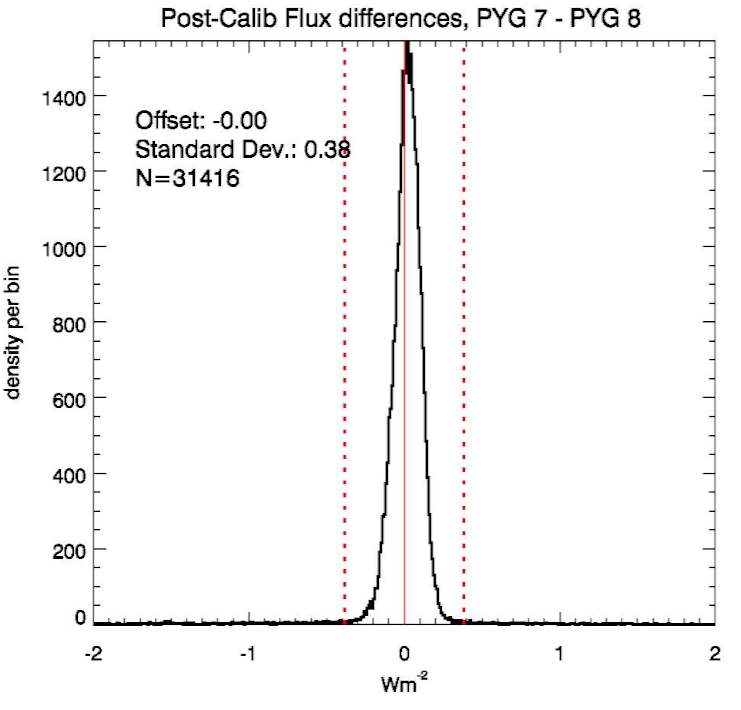 Post-Calib Flux differences, PYG 7 - PYG 8
Offset: -0.00
Standard Dev.: 0.38
N=31416
density per bin
1400
1200
1000
800
600
400
200
0
-2 -1 0 1 2
Wm⁻²